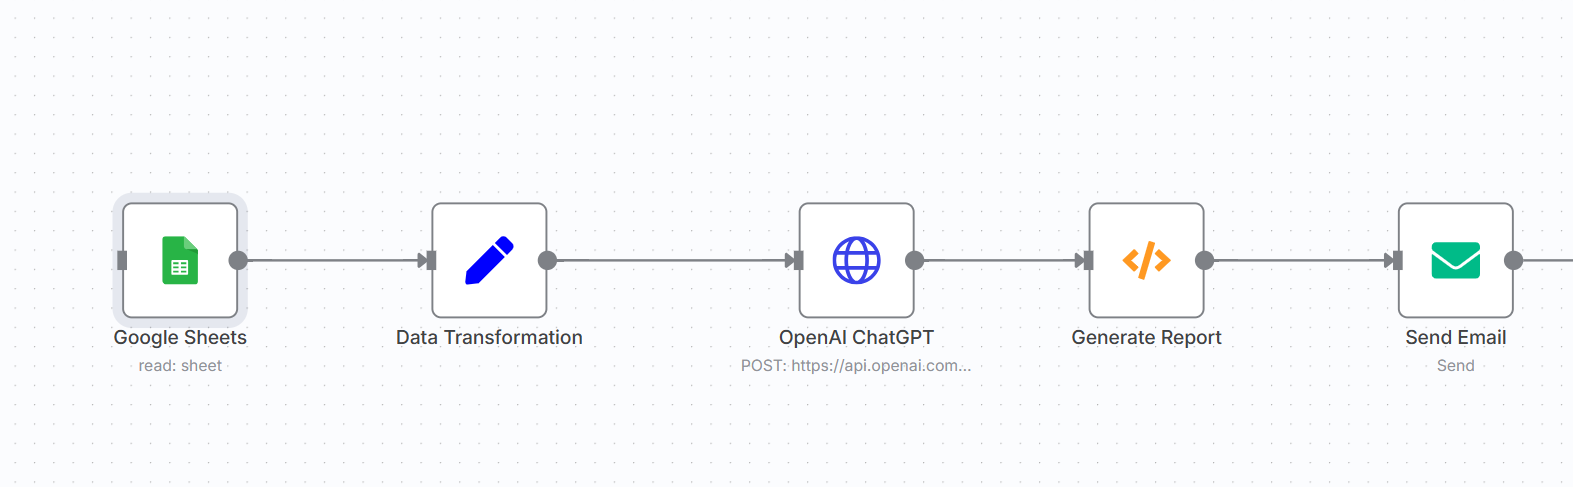 Google Sheets
read: sheet
Data Transformation
OpenAI ChatGPT
POST: https://api.openai.com...
Generate Report
Send Email
Send